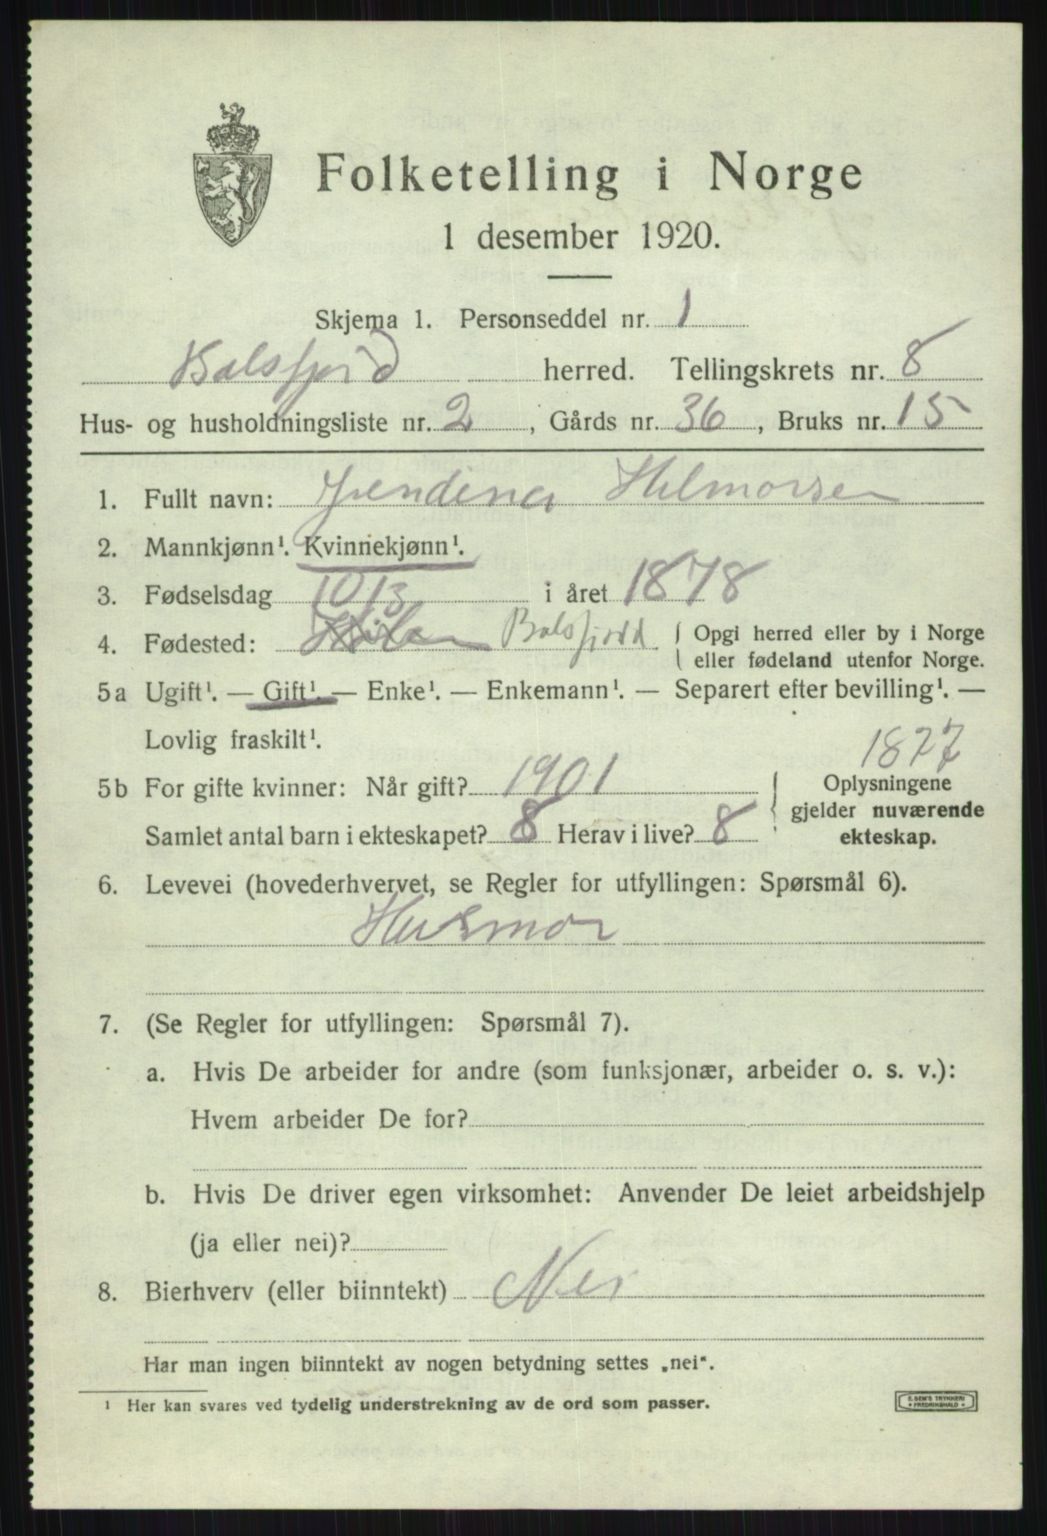 Folketelling i Norge
1 desember 1920.
Skjema 1. Personseddel nr. 1
Balsfjord herred. Tellingskrets nr. 8
Hus- og husholdningsliste nr. 2, Gårds nr. 36, Bruks nr. 15
1. Fullt navn: Jendina Hilmorsen
2. Mannkjønn¹. Kvinnekjønn¹.
3. Fødselsdag 10/3 i året 1878
4. Fødested: Balsfjord { Opgi herred eller by i Norge
eller fødeland utenfor Norge.
5a Ugift¹. — Gift¹. — Enke¹. — Enkemann¹. — Separert efter bevilling¹. —
Lovlig fraskilt¹.
1877
5b For gifte kvinner: Når gift? 1901 { Oplysningene
gjelder nuværende
Samlet antal barn i ekteskapet? 8 Herav i live? 8 ekteskap.
6. Levevei (hovederhvervet, se Regler for utfyllingen: Spørsmål 6).
Husmor
7. (Se Regler for utfyllingen: Spørsmål 7).
a. Hvis De arbeider for andre (som funksjonær, arbeider o. s. v.):
Hvem arbeider De for?
b. Hvis De driver egen virksomhet: Anvender De leiet arbeidshjelp
(ja eller nei)?
8. Bierhverv (eller biinntekt) Nei
Har man ingen biinntekt av nogen betydning settes „nei".
¹ Her kan svares ved tydelig understrekning av de ord som passer.
E. SEM'S TRYKKERI
• FREDRIKSHALD •